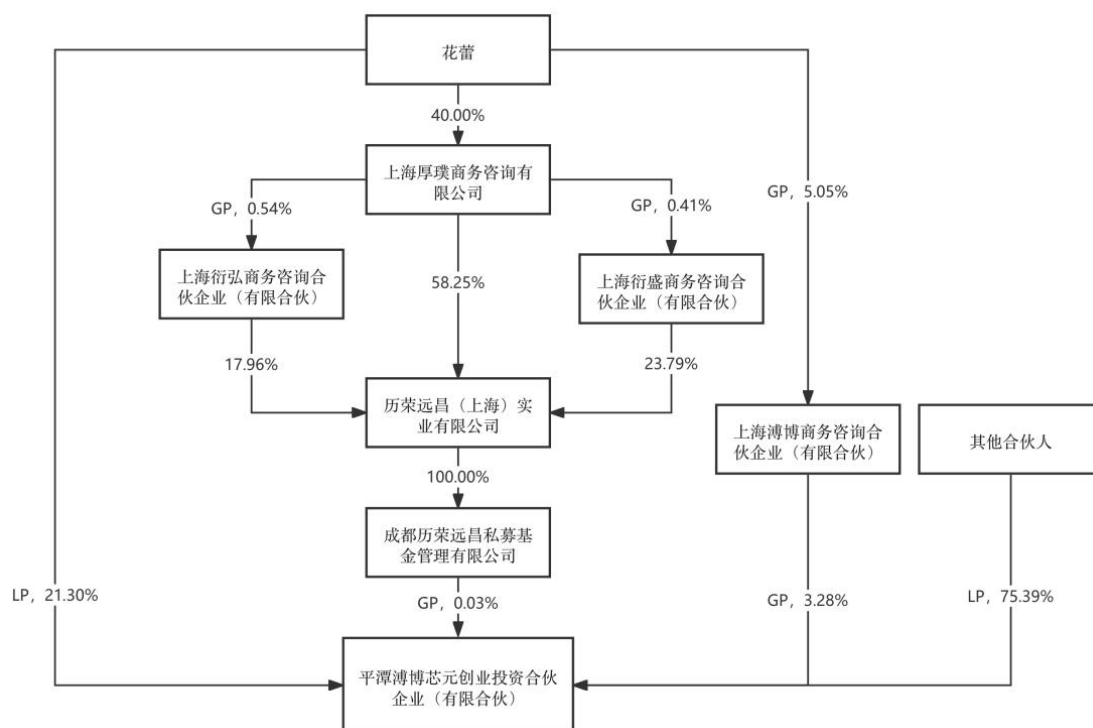 花蕾
40.00%
上海厚璞商务咨询有
限公司
GP，0.54%
GP，0.41%
GP，5.05%
上海衍弘商务咨询合
伙企业（有限合伙）
58.25%
上海衍盛商务咨询合
伙企业（有限合伙）
17.96%
23.79%
历荣远昌（上海）实
业有限公司
上海溥博商务咨询合
伙企业（有限合伙）
其他合伙人
100.00%
成都历荣远昌私募基
金管理有限公司
LP，21.30%
GP，0.03%
GP，3.28%
LP，75.39%
平潭溥博芯元创业投资合伙
企业（有限合伙）